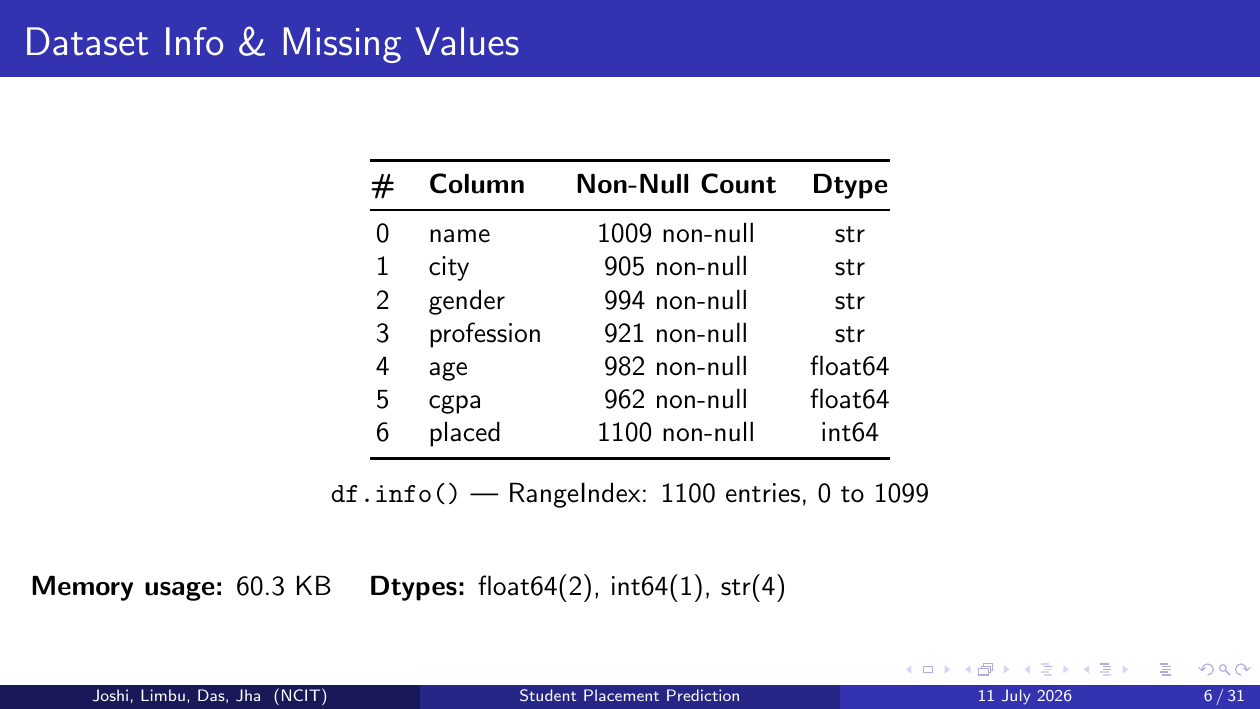 Dataset Info & Missing Values
# Column Non-Null Count Dtype
0 name 1009 non-null str
1 city 905 non-null str
2 gender 994 non-null str
3 profession 921 non-null str
4 age 982 non-null float64
5 cgpa 962 non-null float64
6 placed 1100 non-null int64
df.info() — RangeIndex: 1100 entries, 0 to 1099
Memory usage: 60.3 KB Dtypes: float64(2), int64(1), str(4)
Joshi, Limbu, Das, Jha (NCIT) Student Placement Prediction 11 July 2026 6 / 31